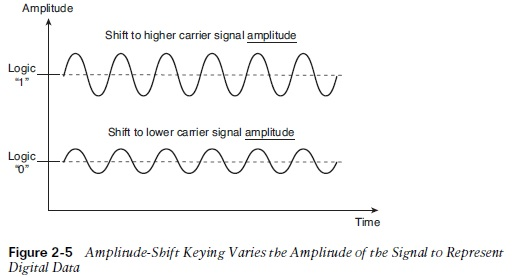 Amplitude
Shift to higher carrier signal amplitude
Logic
"1"
Shift to lower carrier signal amplitude
Logic
"0"
Time
Figure 2-5 Amplitude-Shift Keying Varies the Amplitude of the Signal to Represent
Digital Data